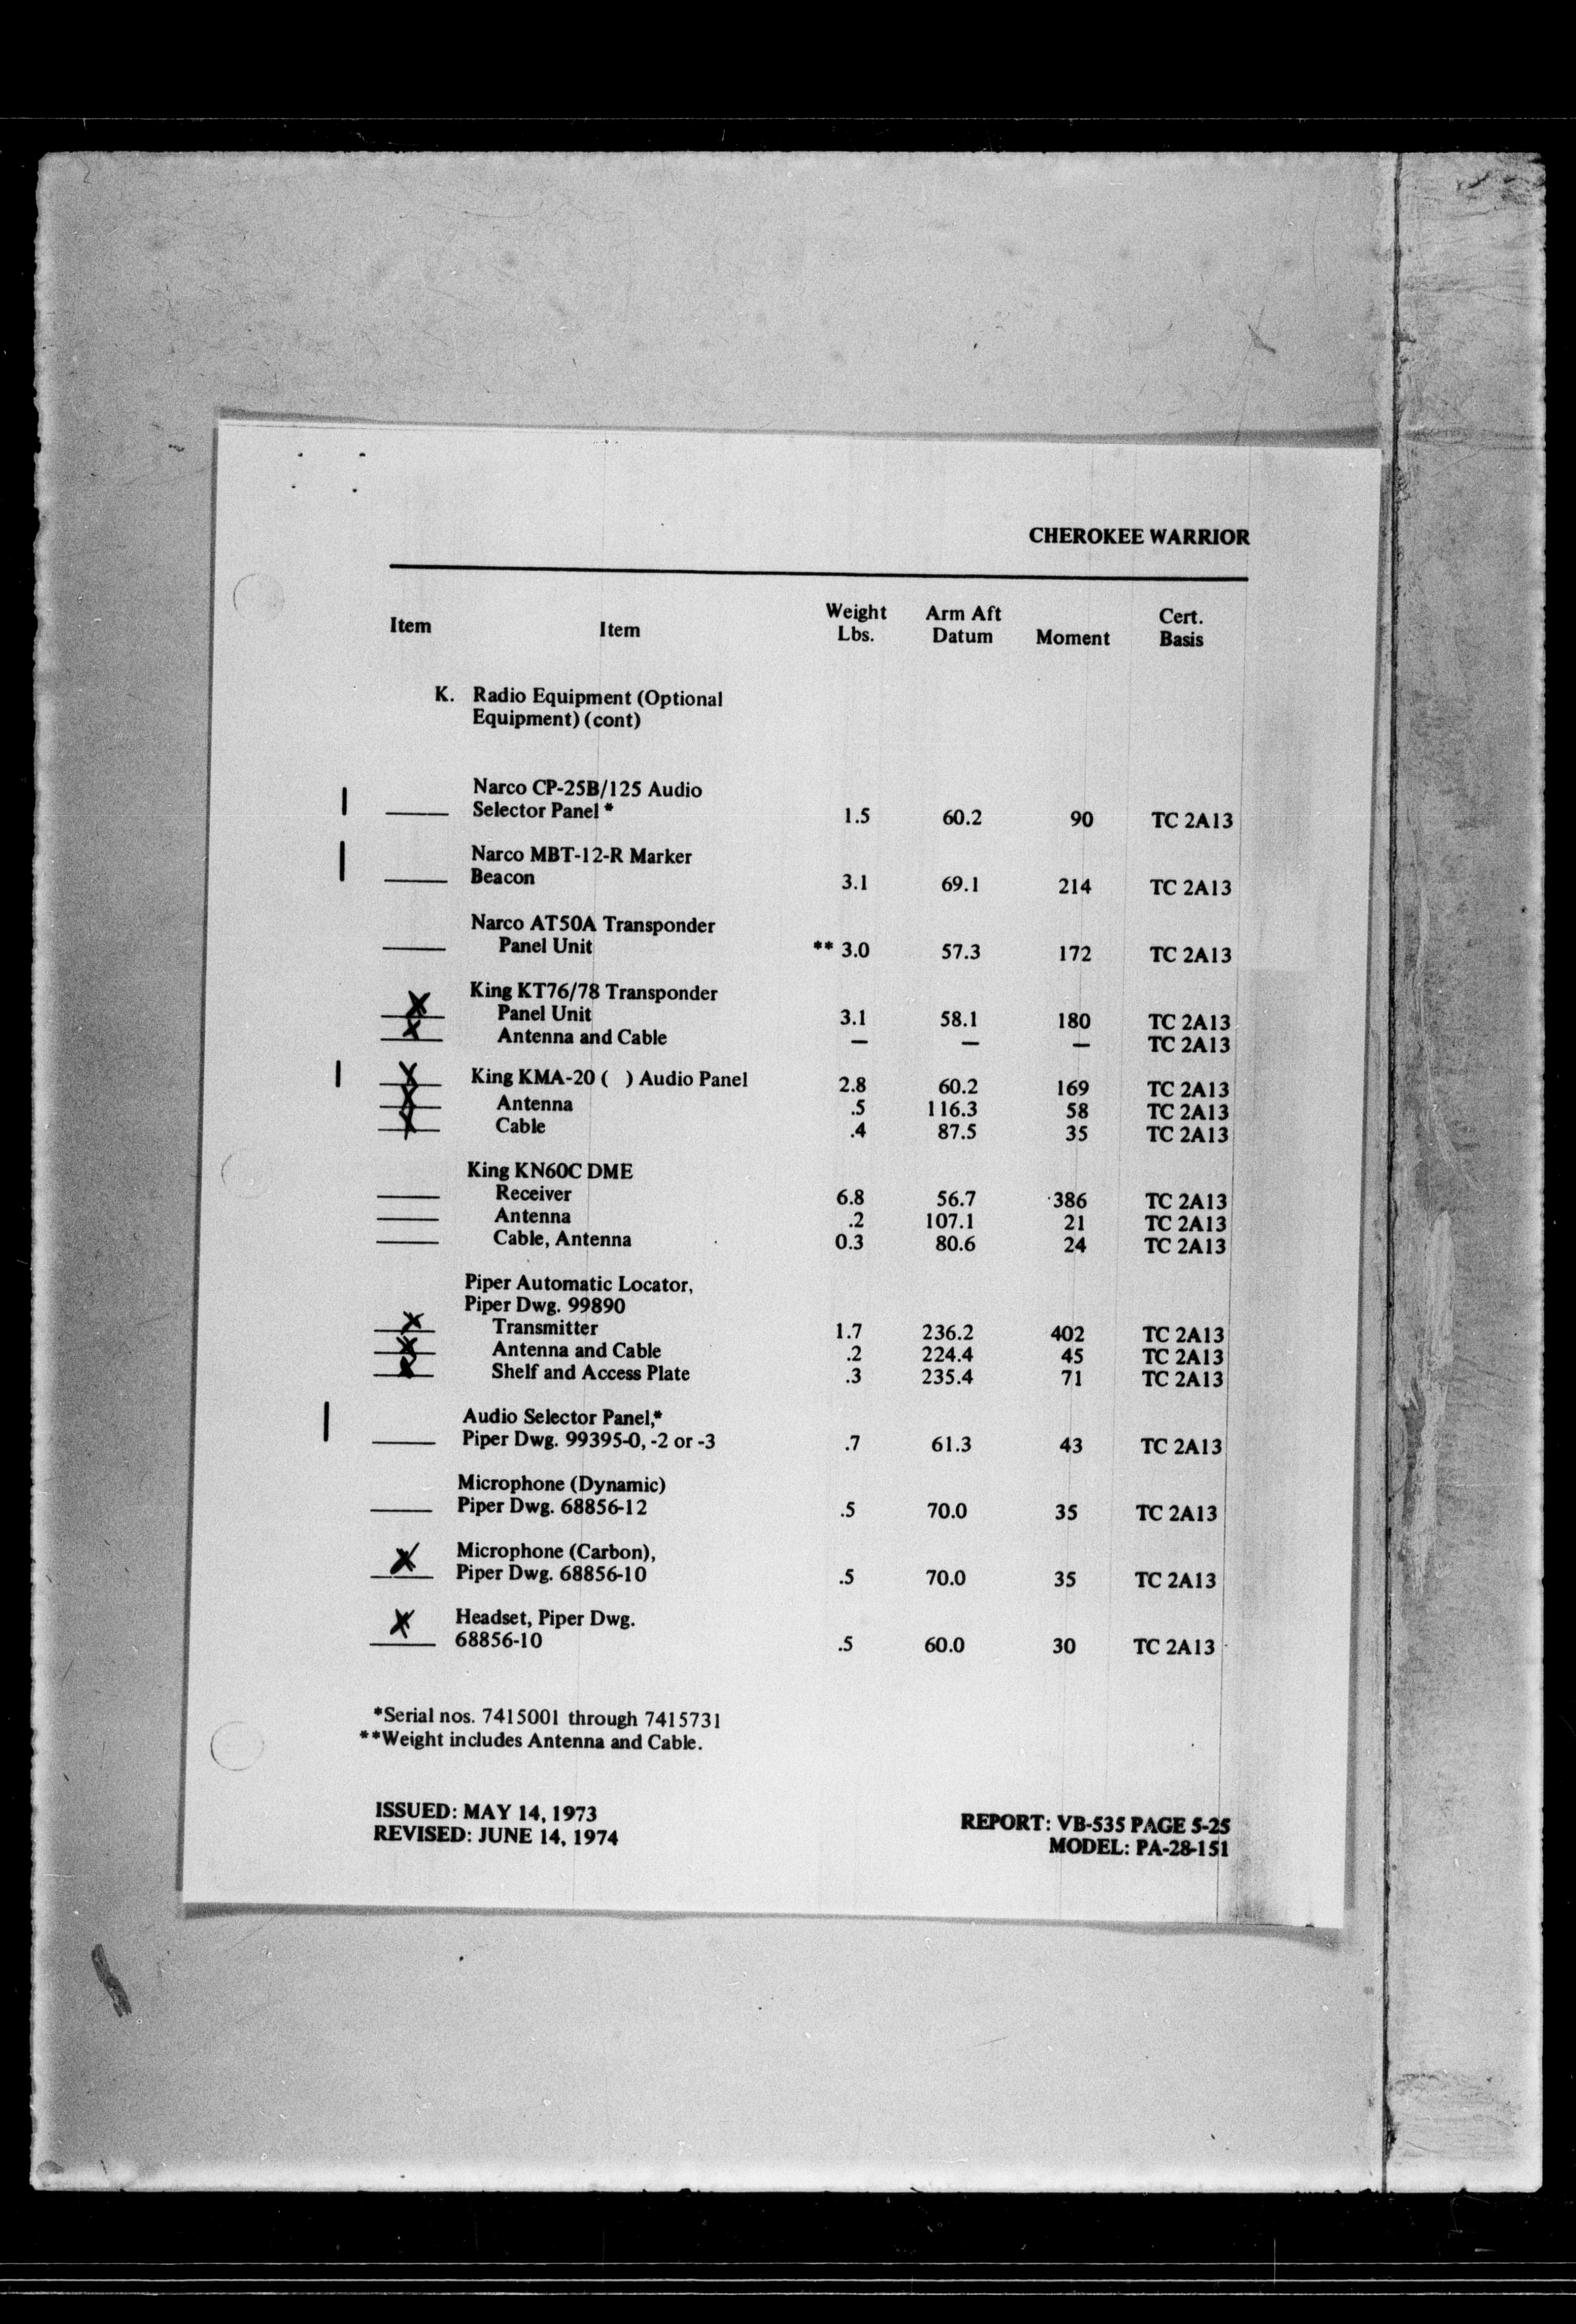 CHEROKEE WARRIOR
Item Item Weight Lbs. Arm Aft Datum Moment Cert. Basis
K. Radio Equipment (Optional
Equipment) (cont)
Narco CP-25B/125 Audio
Selector Panel * 1.5 60.2 90 TC 2A13
Narco MBT-12-R Marker
Beacon 3.1 69.1 214 TC 2A13
Narco AT50A Transponder
Panel Unit ** 3.0 57.3 172 TC 2A13
King KT76/78 Transponder
X Panel Unit 3.1 58.1 180 TC 2A13
X Antenna and Cable — — — TC 2A13
X King KMA-20 ( ) Audio Panel 2.8 60.2 169 TC 2A13
X Antenna .5 116.3 58 TC 2A13
X Cable .4 87.5 35 TC 2A13
King KN60C DME
Receiver 6.8 56.7 386 TC 2A13
Antenna .2 107.1 21 TC 2A13
Cable, Antenna 0.3 80.6 24 TC 2A13
Piper Automatic Locator,
Piper Dwg. 99890
X Transmitter 1.7 236.2 402 TC 2A13
X Antenna and Cable .2 224.4 45 TC 2A13
X Shelf and Access Plate .3 235.4 71 TC 2A13
Audio Selector Panel,*
Piper Dwg. 99395-0, -2 or -3 .7 61.3 43 TC 2A13
Microphone (Dynamic)
Piper Dwg. 68856-12 .5 70.0 35 TC 2A13
Microphone (Carbon),
X Piper Dwg. 68856-10 .5 70.0 35 TC 2A13
Headset, Piper Dwg.
X 68856-10 .5 60.0 30 TC 2A13
*Serial nos. 7415001 through 7415731
**Weight includes Antenna and Cable.
ISSUED: MAY 14, 1973
REVISED: JUNE 14, 1974
REPORT: VB-535 PAGE 5-25
MODEL: PA-28-151